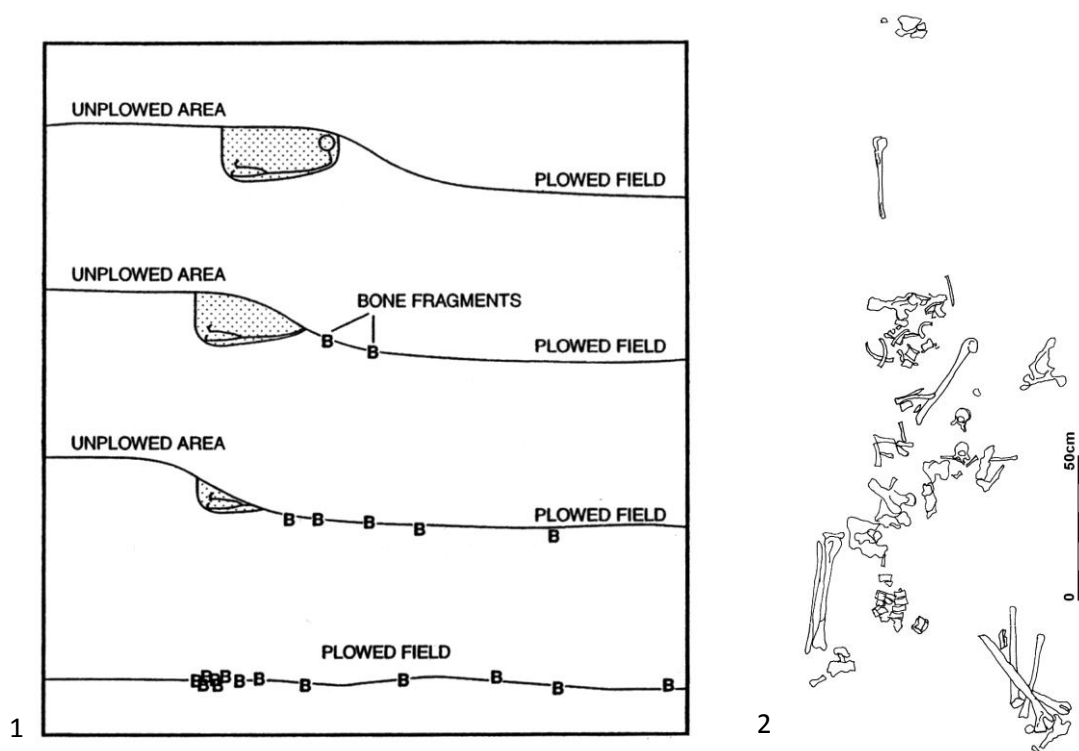 UNPLOWED AREA
PLOWED FIELD
UNPLOWED AREA
BONE FRAGMENTS
B B
PLOWED FIELD
UNPLOWED AREA
B B B B B
PLOWED FIELD
PLOWED FIELD
B B B B B B B B B B B B B
1
50cm
0
2